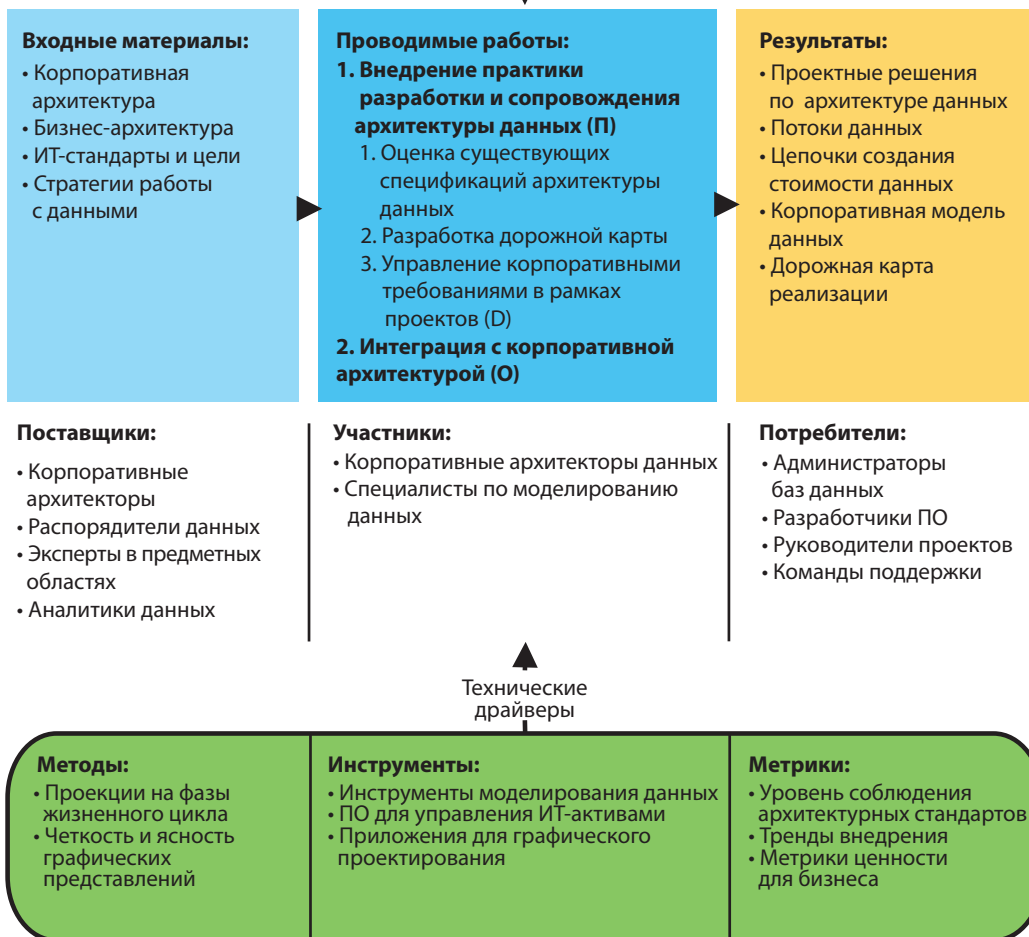 Входные материалы:
• Корпоративная
архитектура
• Бизнес-архитектура
• ИТ-стандарты и цели
• Стратегии работы
с данными
Проводимые работы:
1. Внедрение практики
разработки и сопровождения
архитектуры данных (П)
1. Оценка существующих
спецификаций архитектуры
данных
2. Разработка дорожной карты
3. Управление корпоративными
требованиями в рамках
проектов (D)
2. Интеграция с корпоративной
архитектурой (О)
Результаты:
• Проектные решения
по архитектуре данных
• Потоки данных
• Цепочки создания
стоимости данных
• Корпоративная модель
данных
• Дорожная карта
реализации
Поставщики:
• Корпоративные
архитекторы
• Распорядители данных
• Эксперты в предметных
областях
• Аналитики данных
Участники:
• Корпоративные архитекторы данных
• Специалисты по моделированию
данных
Потребители:
• Администраторы
баз данных
• Разработчики ПО
• Руководители проектов
• Команды поддержки
Технические
драйверы
Методы:
• Проекции на фазы
жизненного цикла
• Четкость и ясность
графических
представлений
Инструменты:
• Инструменты моделирования данных
• ПО для управления ИТ-активами
• Приложения для графического
проектирования
Метрики:
• Уровень соблюдения
архитектурных стандартов
• Тренды внедрения
• Метрики ценности
для бизнеса